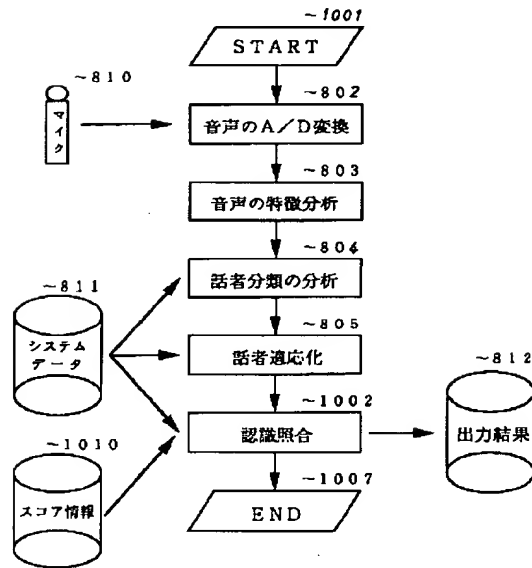 ~1001
START
~810
マイク
~802
音声のA/D変換
~803
音声の特徴分析
~804
話者分類の分析
~811
システム
データ
~805
話者適応化
~812
出力結果
~1002
認識照合
~1010
スコア情報
~1007
END